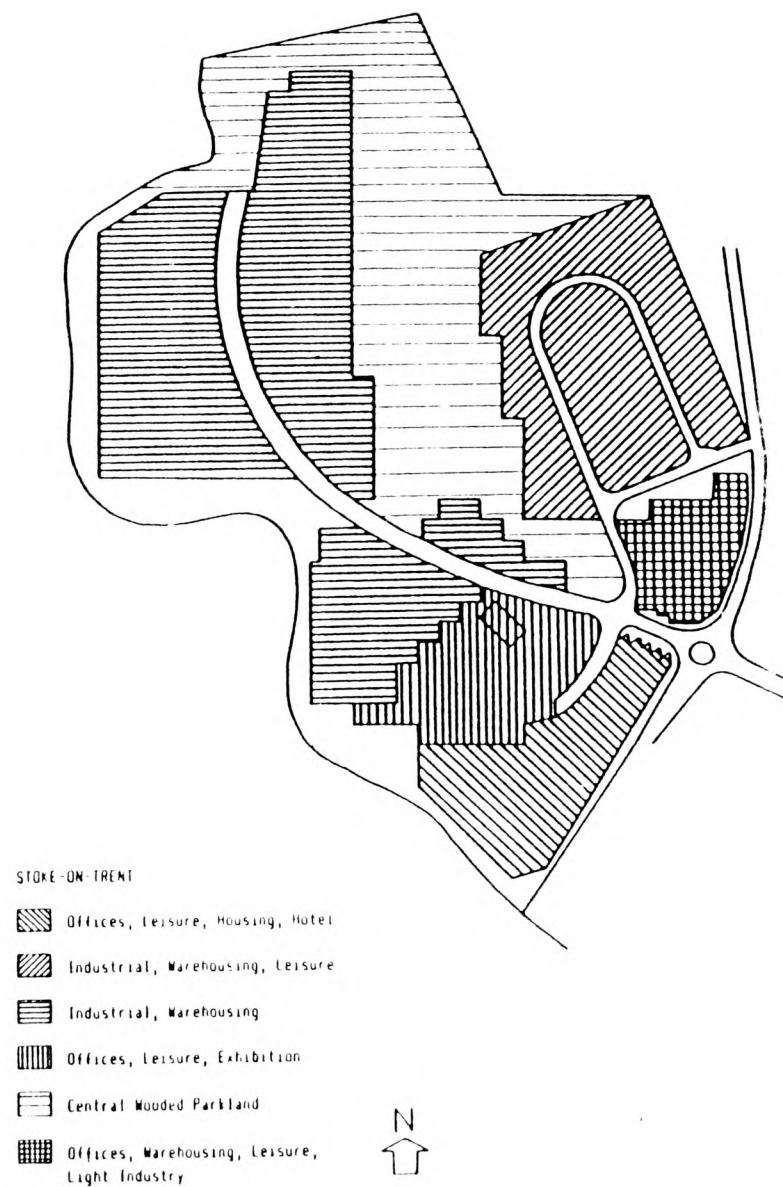 STOKE-ON-TRENT
Offices, Leisure, Housing, Hotel
Industrial, Warehousing, Leisure
Industrial, Warehousing
Offices, Leisure, Exhibition
Central Wooded Parkland
Offices, Warehousing, Leisure,
Light Industry
N